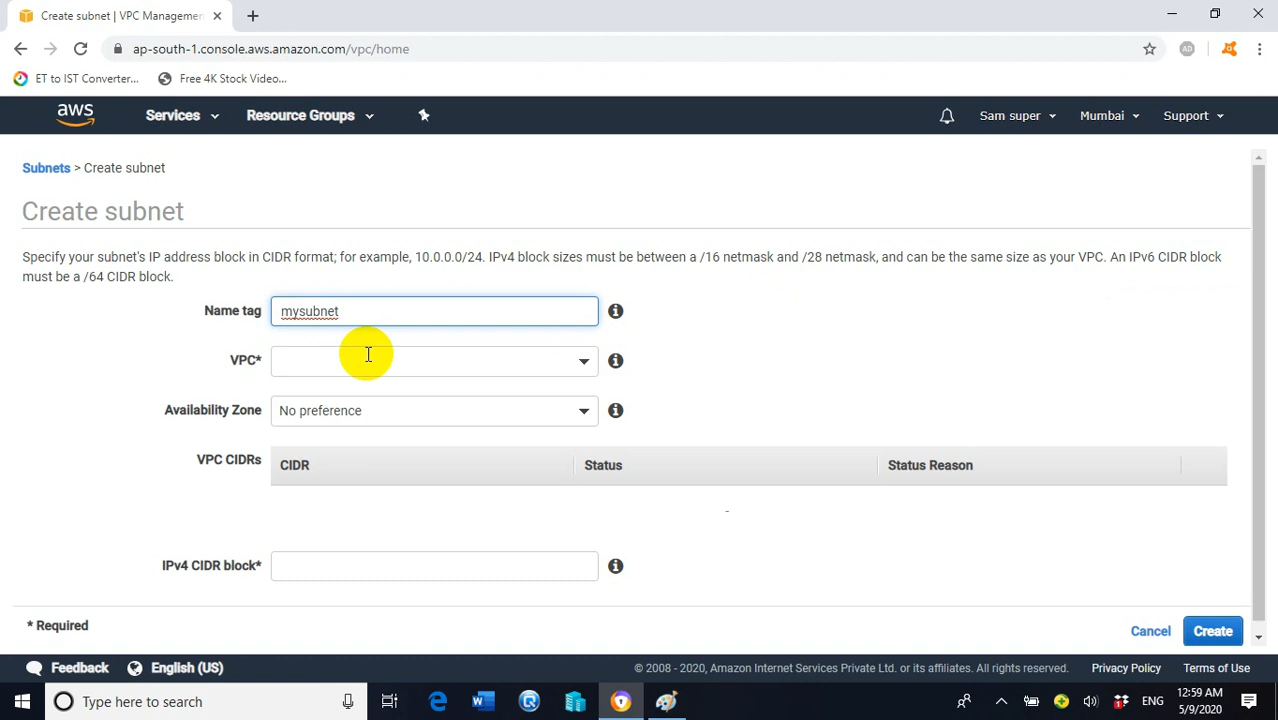 Create subnet | VPC Managemen
ap-south-1.console.aws.amazon.com/vpc/home
AD
ET to IST Converter...
Free 4K Stock Video...
aws
Services
Resource Groups
Sam super
Mumbai
Support
Subnets > Create subnet
Create subnet
Specify your subnet's IP address block in CIDR format; for example, 10.0.0.0/24. IPv4 block sizes must be between a /16 netmask and /28 netmask, and can be the same size as your VPC. An IPv6 CIDR block
must be a /64 CIDR block.
Name tag
mysubnet
VPC*
Availability Zone
No preference
VPC CIDRs
CIDR
Status
Status Reason
-
IPv4 CIDR block*
* Required
Cancel
Create
Feedback
English (US)
© 2008 - 2020, Amazon Internet Services Private Ltd. or its affiliates. All rights reserved.
Privacy Policy
Terms of Use
Type here to search
ENG
12:59 AM
5/9/2020